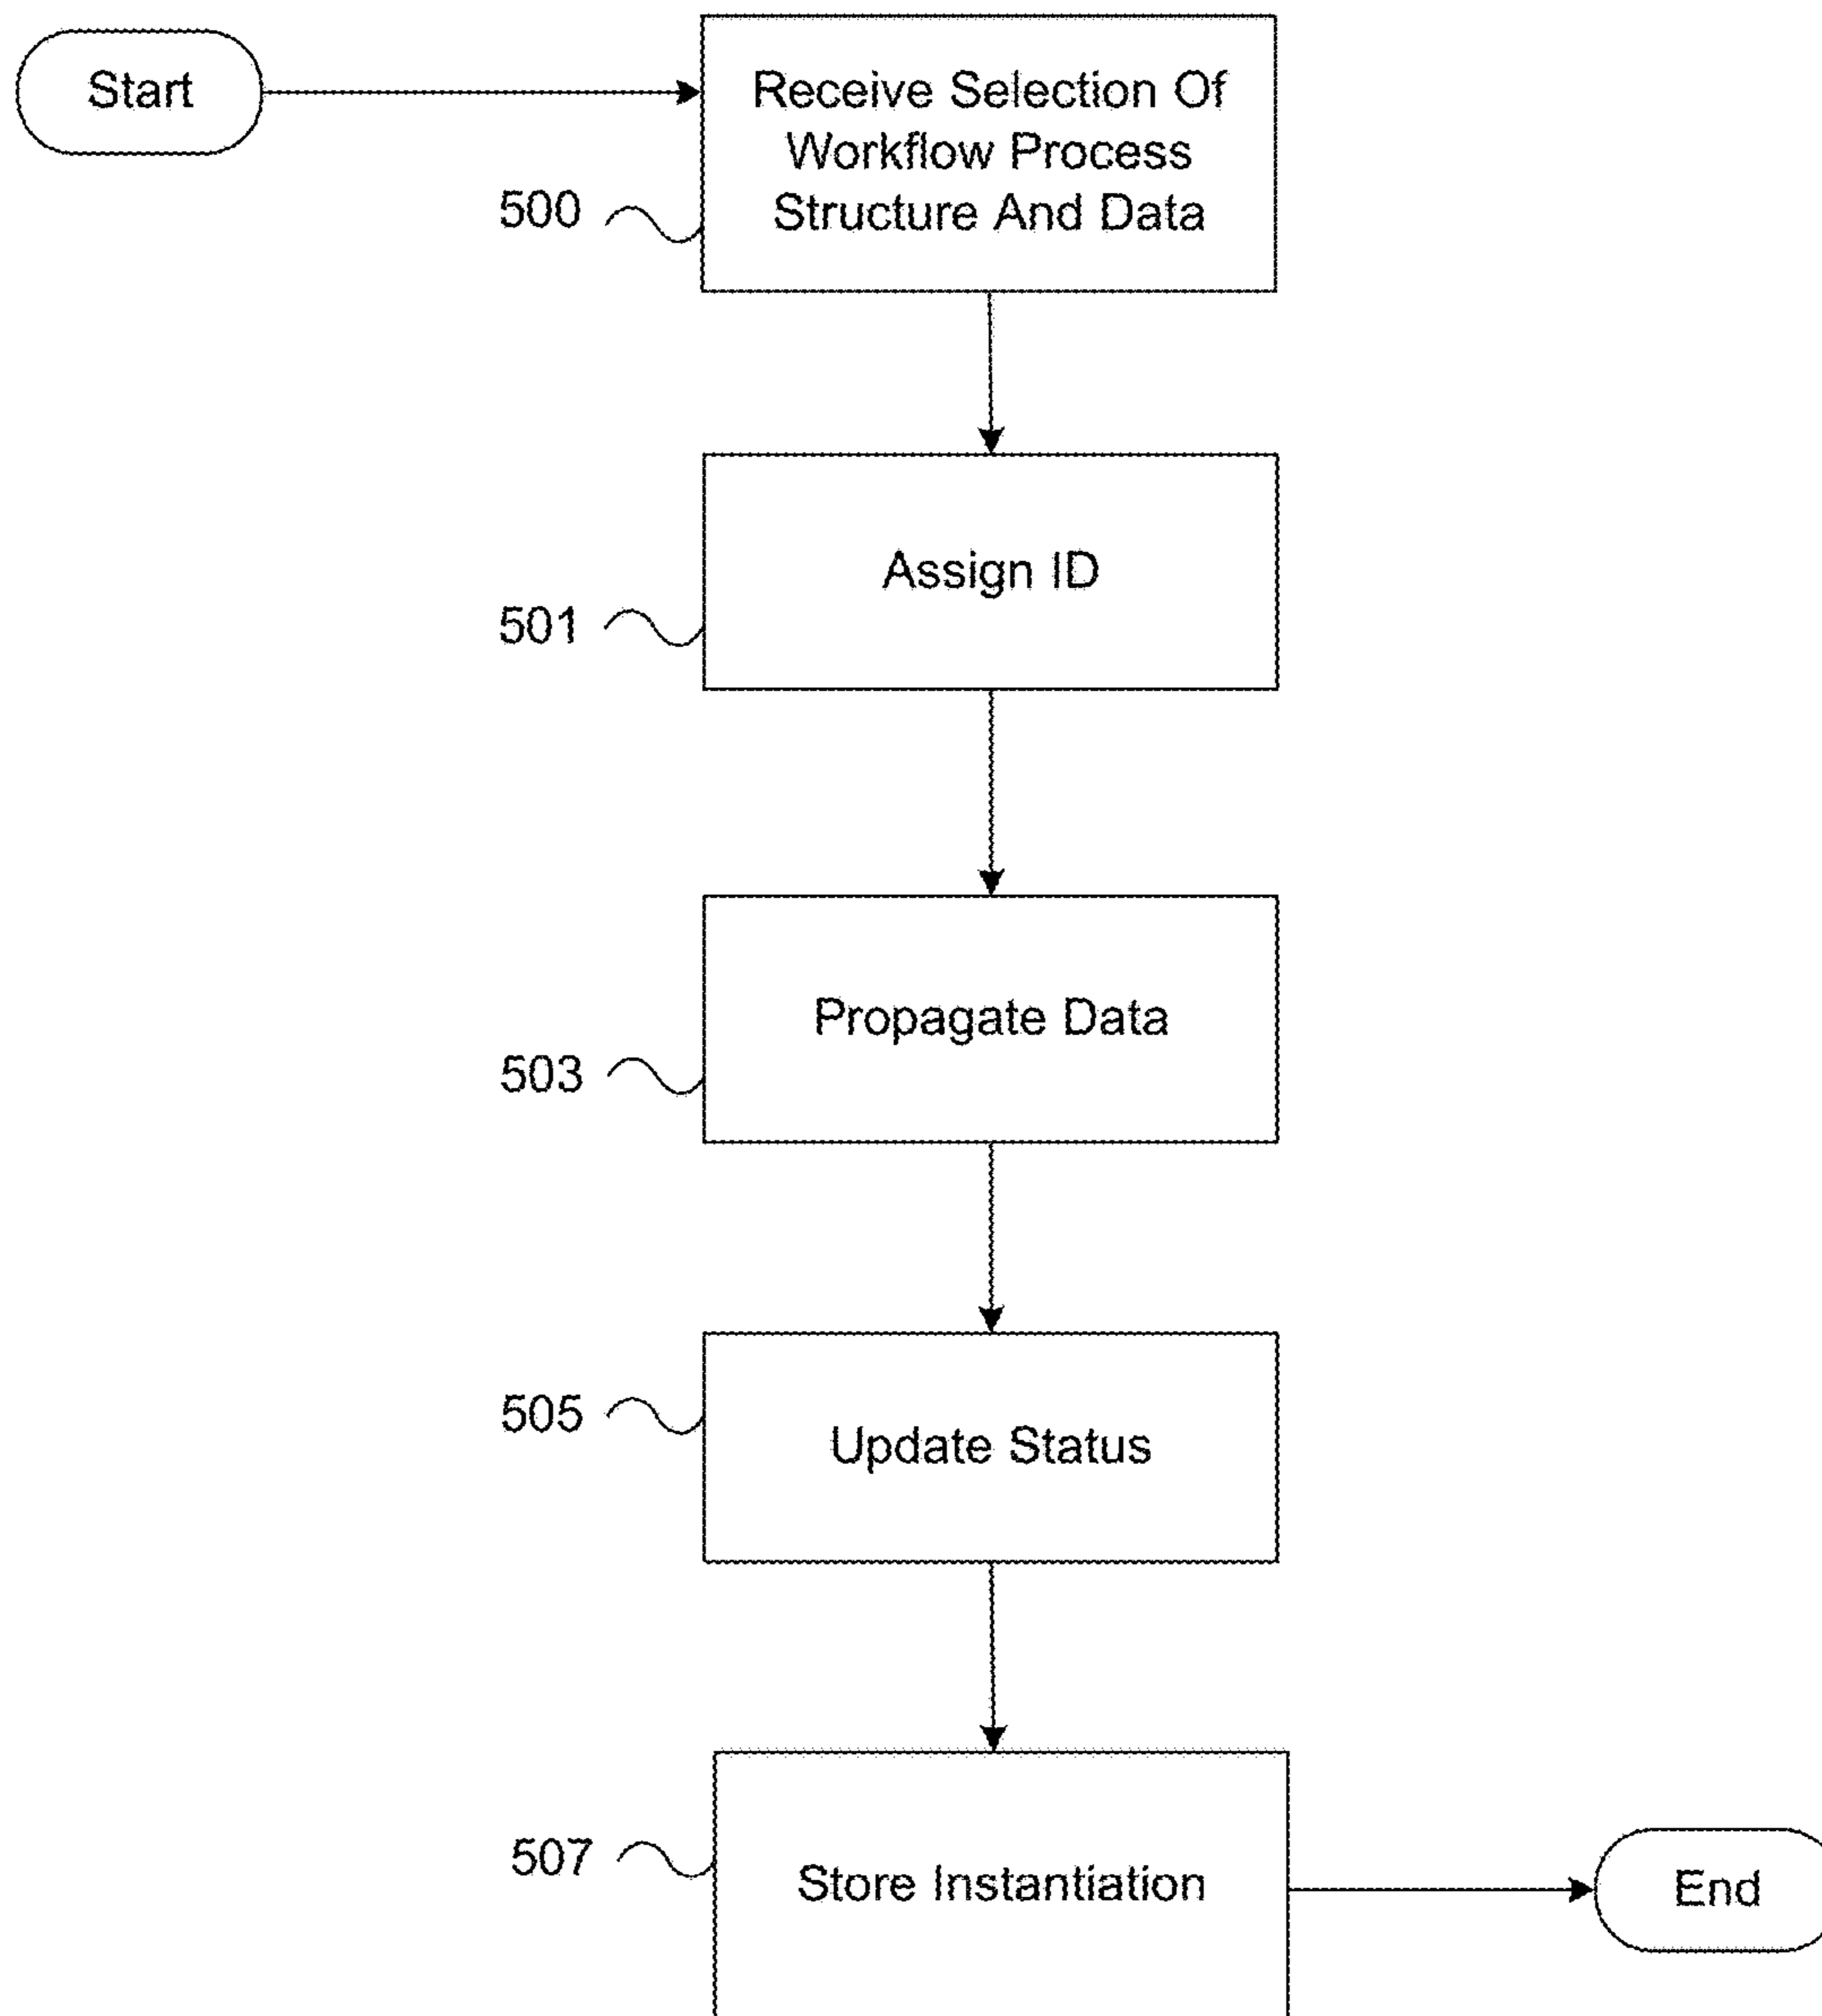 Start
Receive Selection Of
Workflow Process
Structure And Data
500
Assign ID
501
Propagate Data
503
Update Status
505
Store Instantiation
507
End